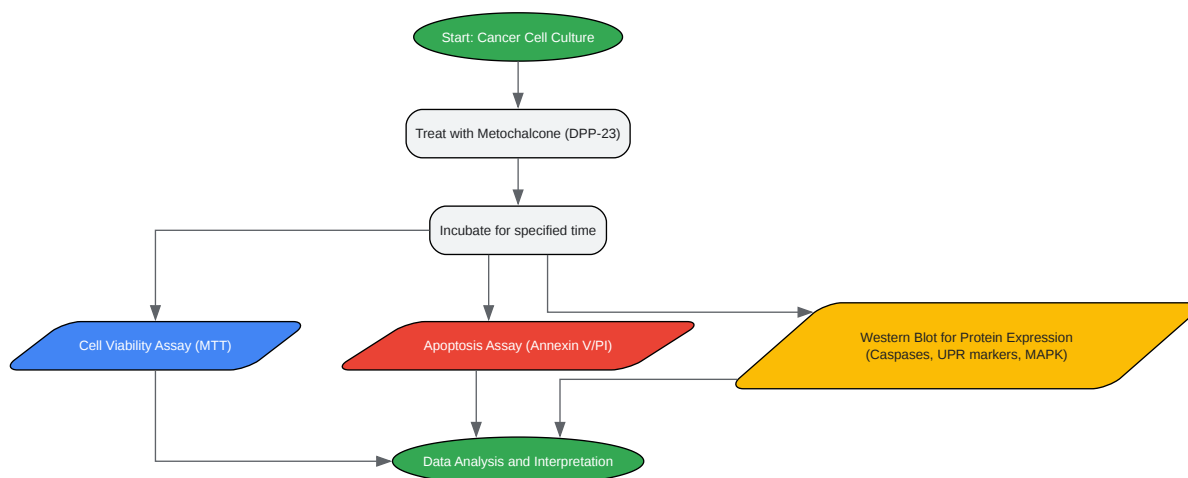 Start: Cancer Cell Culture
Treat with Metochalcone (DPP-23)
Incubate for specified time
Cell Viability Assay (MTT)
Apoptosis Assay (Annexin V/PI)
Western Blot for Protein Expression
(Caspases, UPR markers, MAPK)
Data Analysis and Interpretation